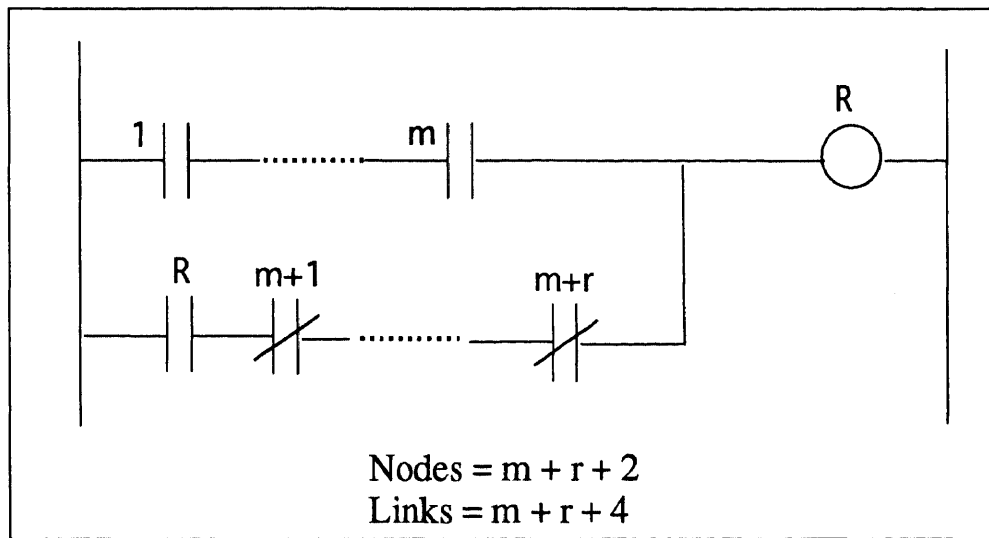 R
1 m
R m+1 m+r
Nodes = m + r + 2
Links = m + r + 4